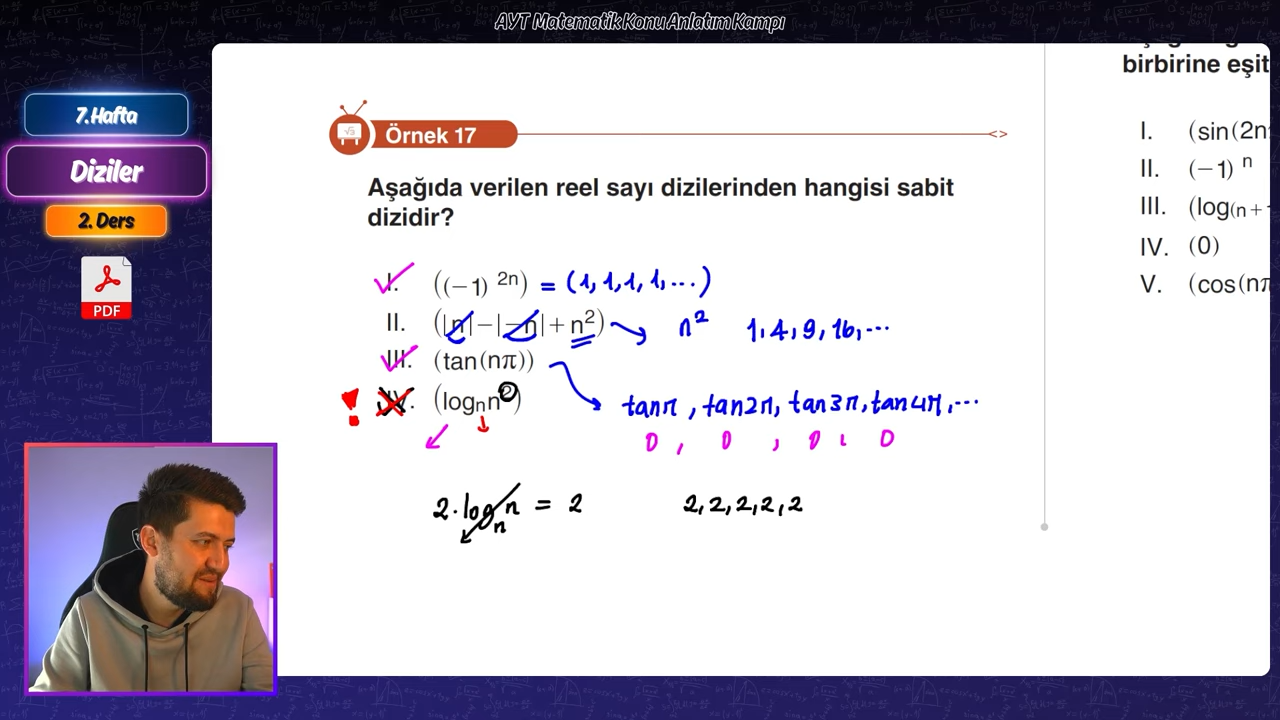 AYT Matematik Konu Anlatım Kampı
7.Hafta
Diziler
2. Ders
PDF
Örnek 17
Aşağıda verilen reel sayı dizilerinden hangisi sabit
dizidir?
I. ((−1)²ⁿ) = (1,1,1,1,...)
II. (|n|−|−n|+n²) n² 1,4,9,16,...
III. (tan(nπ))
IV. (logₙn²)
! tanπ, tan2π, tan3π, tan4π,...
0, 0, 0, 0
2.logₙn = 2 2,2,2,2,2
birbirine eşit
I. (sin(2n
II. (−1)ⁿ
III. (log(n+
IV. (0)
V. (cos(nπ